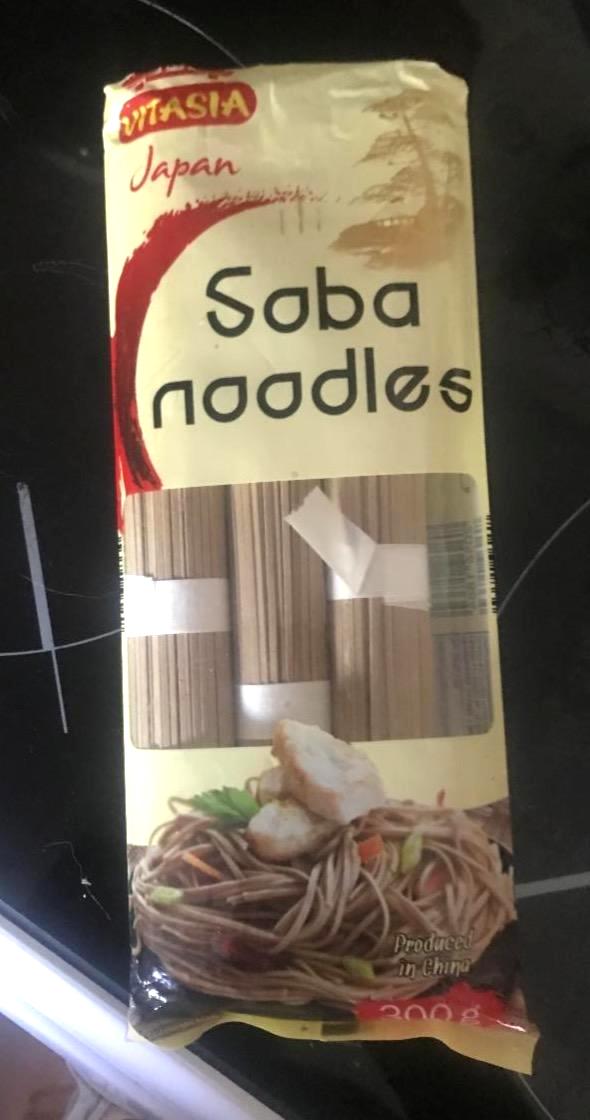 VITASIA
Japan
Soba
noodles
Produced
in China
300 g